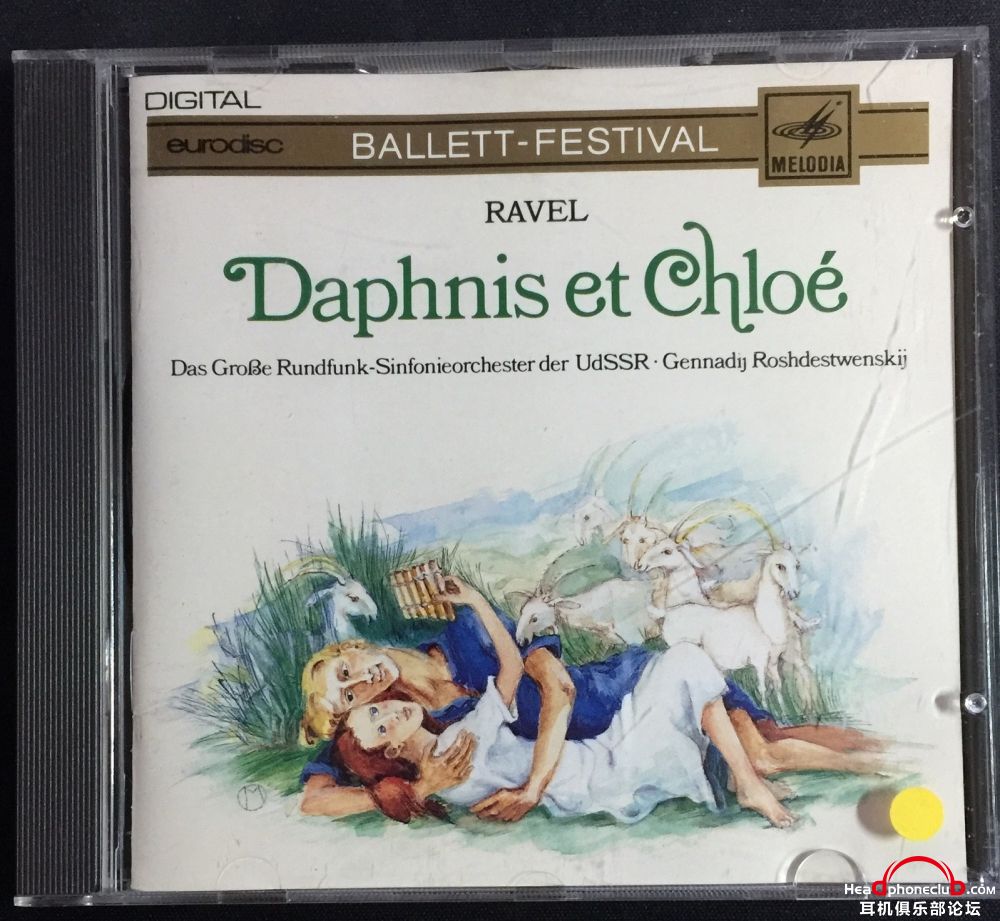 DIGITAL
eurodisc
BALLETT-FESTIVAL
MELODIA
RAVEL
Daphnis et Chloé
Das Große Rundfunk-Sinfonieorchester der UdSSR · Gennadij Roshdestwenskij
M
Headphoneclub.COM
耳机俱乐部论坛